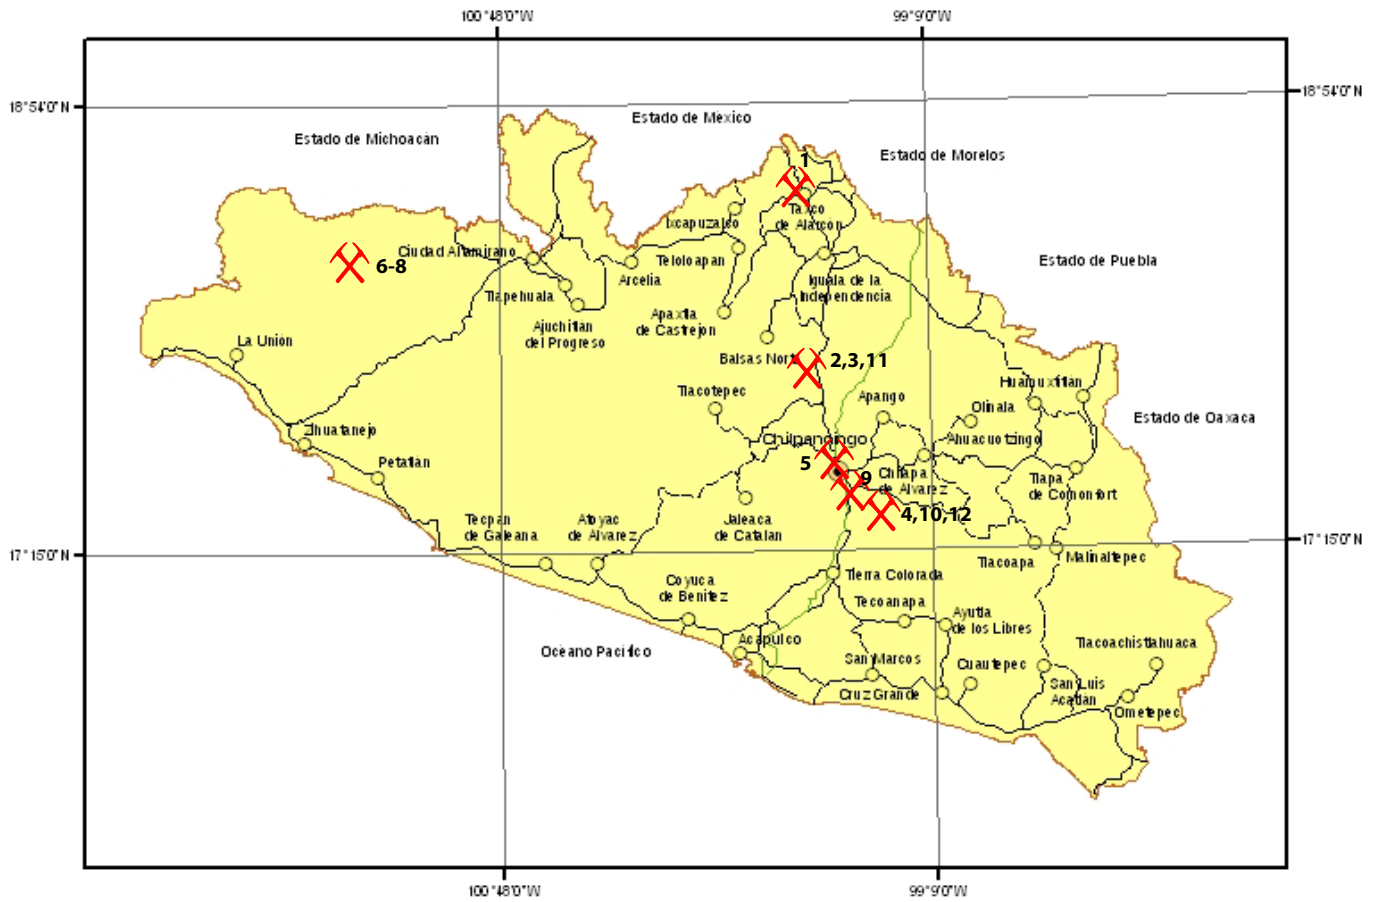 100°48'0"W
99°9'0"W
18°54'0"N
18°54'0"N
Estado de Mexico
Estado de Michoacán
Estado de Morelos
1
Taxco
de Alarcón
Ixcapuzalco
Ciudad Altamirano
6-8
Teloloapan
Arcelia
Estado de Puebla
Iguala de la
Independencia
Tlapehuala
Apaxtla
de Castrejon
Ajuchitlan
del Progreso
La Unión
Balsas Norte
2,3,11
Huamuxtitlan
Tlacotepec
Apango
Olinala
Estado de Oaxaca
Zihuatanejo
Chilpancingo
Ahuacuotzingo
5
Petatlan
9
Chilapa
de Alvarez
Tlapa
de Comonfort
4,10,12
Tecpan
de Galeana
Atoyac
de Alvarez
Jaleaca
de Catalan
17°15'0"N
17°15'0"N
Tlacoapa
Malinaltepec
Tierra Colorada
Coyuca
de Benitez
Tecoanapa
Ayutla
de los Libres
Acapulco
Tlacoachistlahuaca
Océano Pacifico
San Marcos
Cuautepec
Cruz Grande
San Luis
Acatlan
Ometepec
100°48'0"W
99°9'0"W